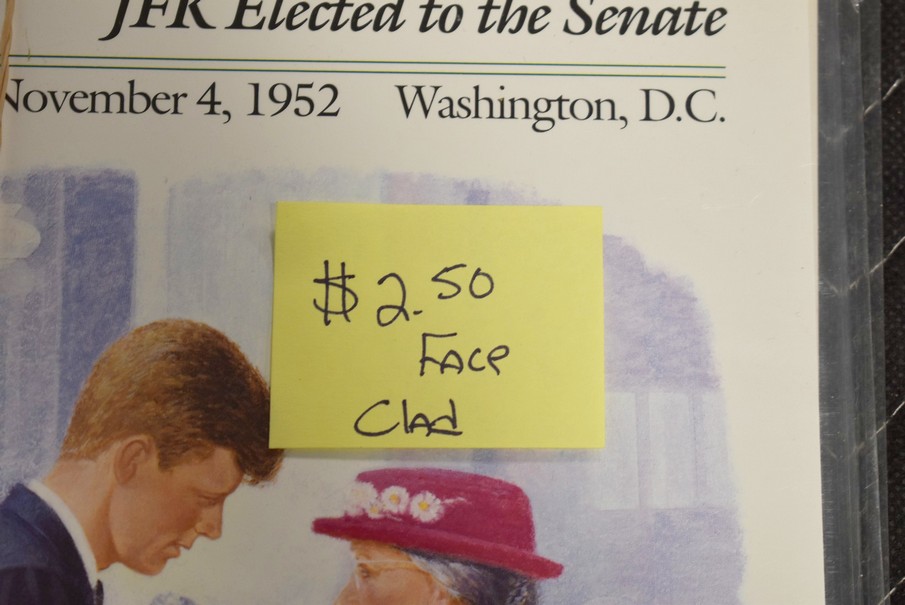 JFK Elected to the Senate
November 4, 1952 Washington, D.C.
$2.50
Face
Clad